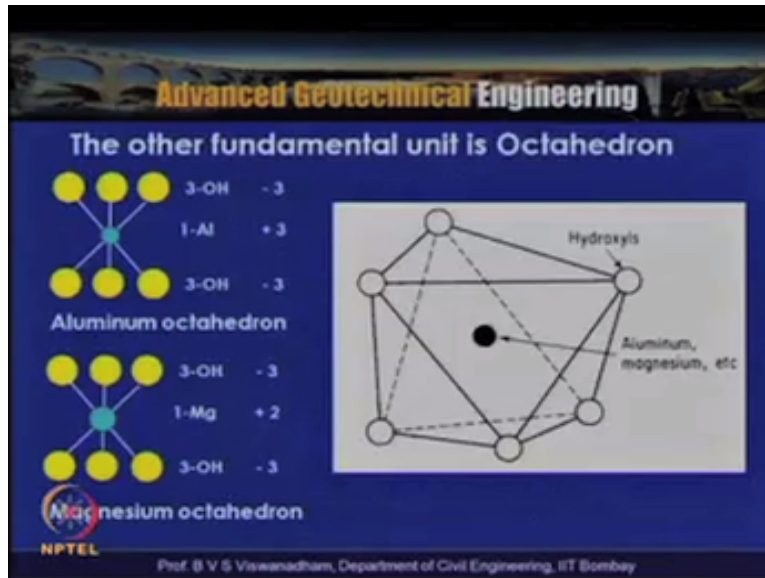 Advanced Geotechnical Engineering
The other fundamental unit is Octahedron
3-OH - 3
1-Al + 3
3-OH - 3
Aluminum octahedron
3-OH - 3
1-Mg + 2
3-OH - 3
Magnesium octahedron
Hydroxyls
Aluminum,
magnesium, etc
NPTEL
Prof. B V S Viswanadham, Department of Civil Engineering, IIT Bombay